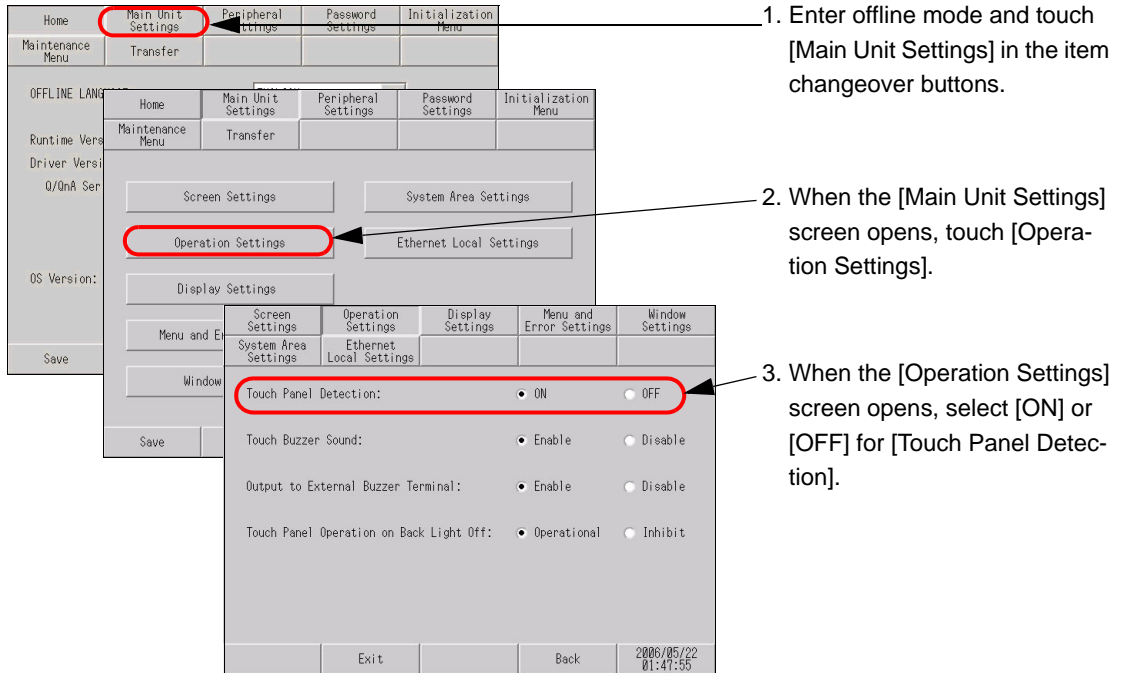 Home
Main Unit Settings
Peripheral Settings
Password Settings
Initialization Menu
Maintenance Menu
Transfer
OFFLINE LANG
Runtime Vers
Driver Versi
Q/QnA Ser
OS Version:
Save
Home
Main Unit Settings
Peripheral Settings
Password Settings
Initialization Menu
Maintenance Menu
Transfer
Screen Settings
System Area Settings
Operation Settings
Ethernet Local Settings
Display Settings
Menu and E
Window
Save
Screen Settings
Operation Settings
Display Settings
Menu and Error Settings
Window Settings
System Area Settings
Ethernet Local Settings
Touch Panel Detection: ON OFF
Touch Buzzer Sound: Enable Disable
Output to External Buzzer Terminal: Enable Disable
Touch Panel Operation on Back Light Off: Operational Inhibit
Exit
Back
2006/05/22
01:47:55
1. Enter offline mode and touch
[Main Unit Settings] in the item
changeover buttons.
2. When the [Main Unit Settings]
screen opens, touch [Opera-
tion Settings].
3. When the [Operation Settings]
screen opens, select [ON] or
[OFF] for [Touch Panel Detec-
tion].